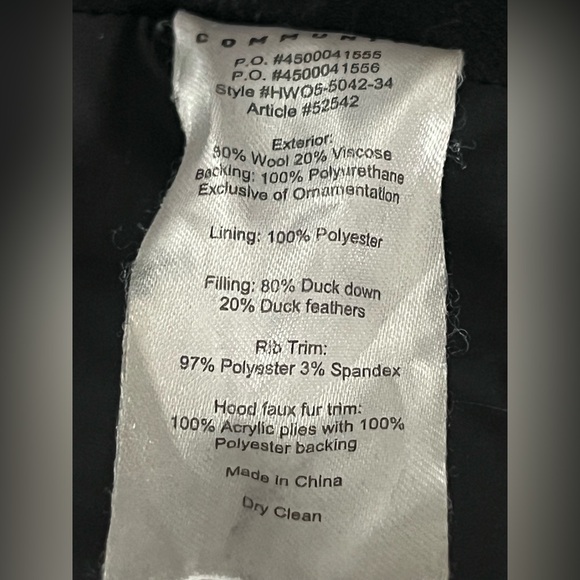 COMMUN
P.O. #4500041555
P.O. #4500041556
Style #HWO5-5042-34
Article #52542
Exterior:
80% Wool 20% Viscose
Backing: 100% Polyurethane
Exclusive of Ornamentation
Lining: 100% Polyester
Filling: 80% Duck down
20% Duck feathers
Rib Trim:
97% Polyester 3% Spandex
Hood faux fur trim:
100% Acrylic plies with 100%
Polyester backing
Made in China
Dry Clean